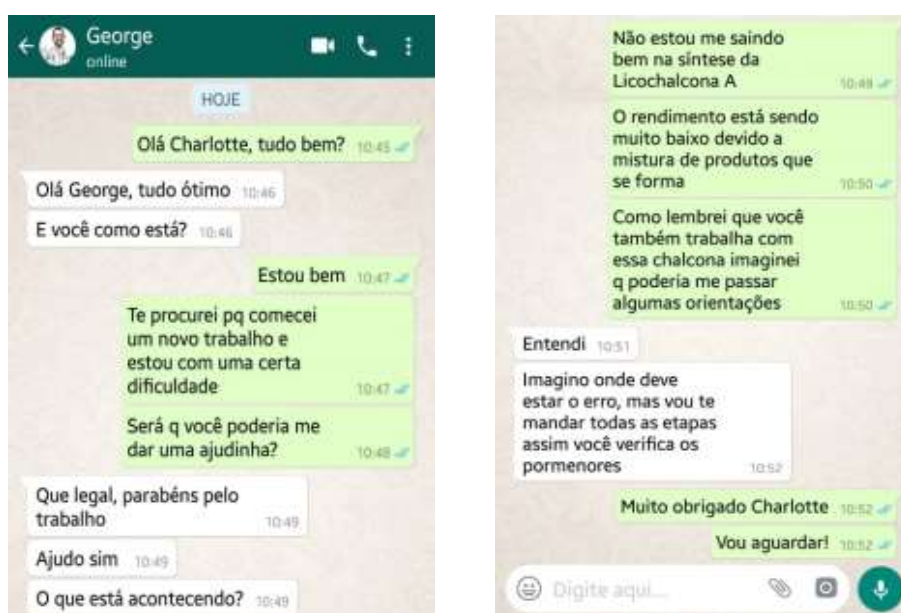 George
online
HOJE
Olá Charlotte, tudo bem? 10:45
Olá George, tudo ótimo 10:46
E você como está? 10:46
Estou bem 10:47
Te procurei pq comecei
um novo trabalho e
estou com uma certa
dificuldade 10:47
Será q você poderia me
dar uma ajudinha? 10:48
Que legal, parabéns pelo
trabalho 10:49
Ajudo sim 10:49
O que está acontecendo? 10:49
Não estou me saindo
bem na síntese da
Licochalcona A 10:49
O rendimento está sendo
muito baixo devido a
mistura de produtos que
se forma 10:50
Como lembrei que você
também trabalha com
essa chalcona imaginei
q poderia me passar
algumas orientações 10:50
Entendi 10:51
Imagino onde deve
estar o erro, mas vou te
mandar todas as etapas
assim você verifica os
pormenores 10:52
Muito obrigado Charlotte 10:52
Vou aguardar! 10:52
Digite aqui...